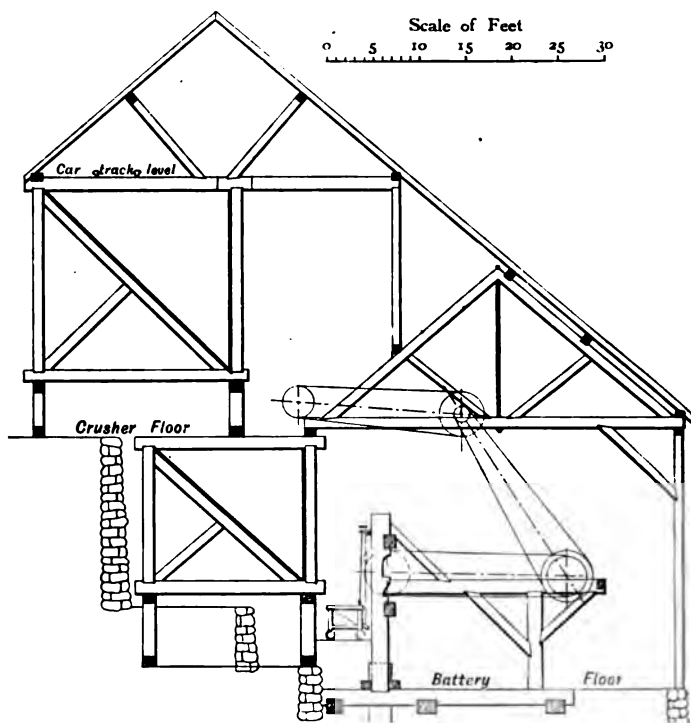 Scale of Feet
0 5 10 15 20 25 30
Car track level
Crusher Floor
Battery Floor